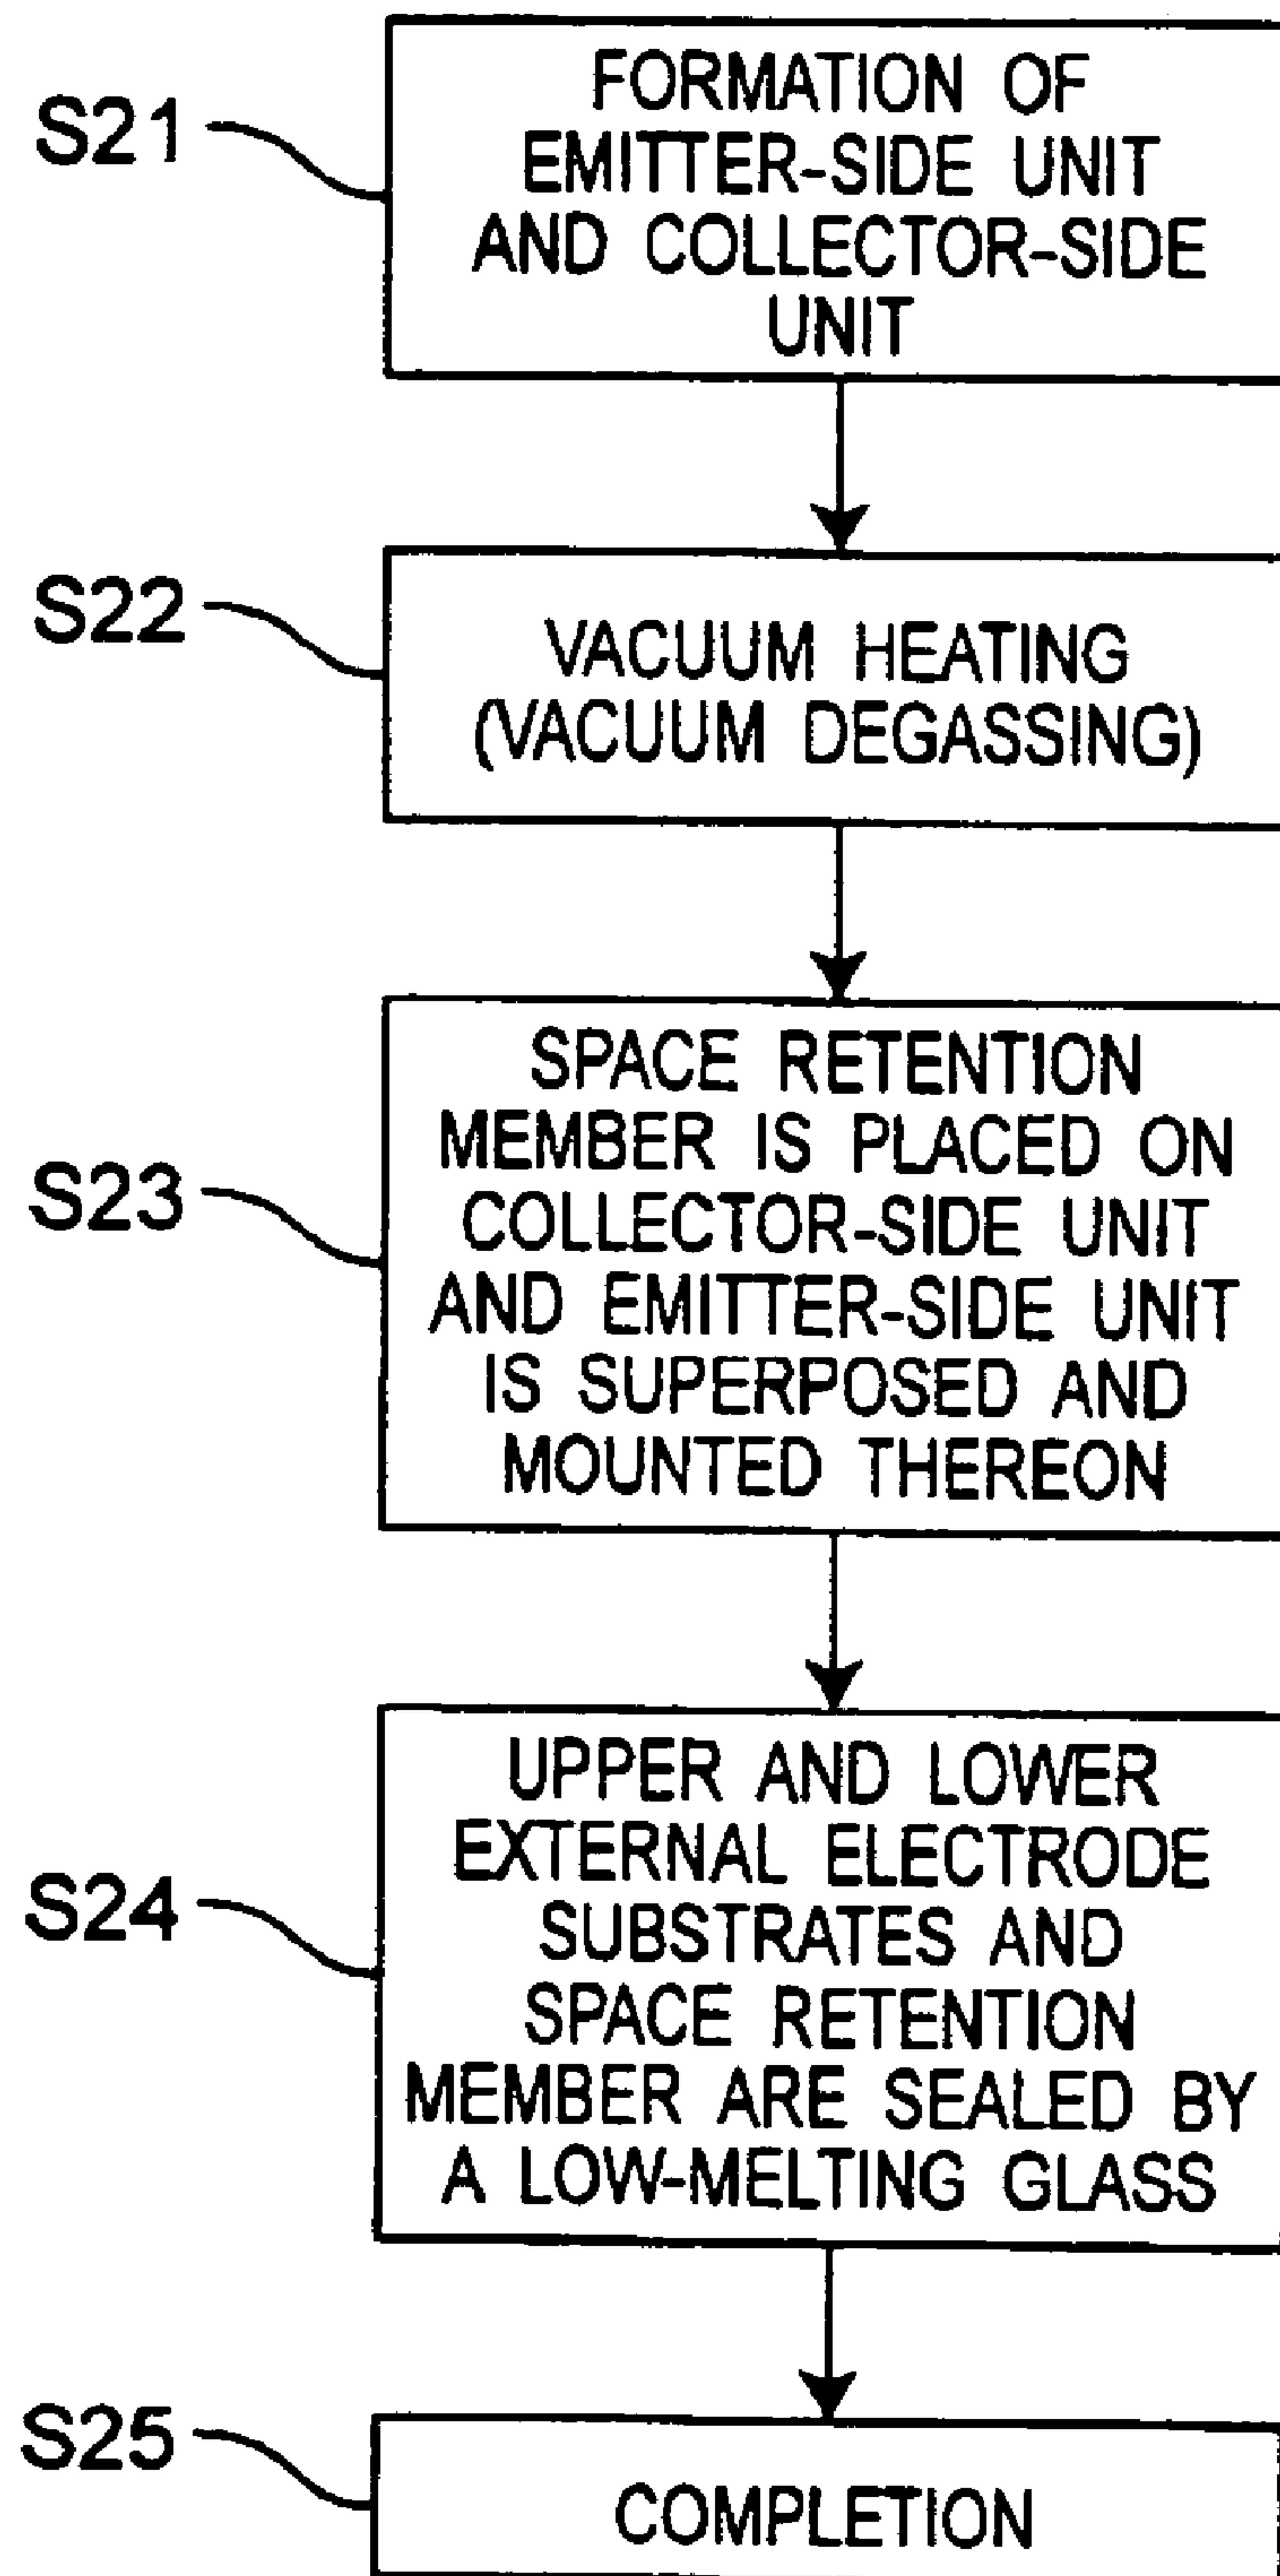 S21
FORMATION OF
EMITTER-SIDE UNIT
AND COLLECTOR-SIDE
UNIT
S22
VACUUM HEATING
(VACUUM DEGASSING)
S23
SPACE RETENTION
MEMBER IS PLACED ON
COLLECTOR-SIDE UNIT
AND EMITTER-SIDE UNIT
IS SUPERPOSED AND
MOUNTED THEREON
S24
UPPER AND LOWER
EXTERNAL ELECTRODE
SUBSTRATES AND
SPACE RETENTION
MEMBER ARE SEALED BY
A LOW-MELTING GLASS
S25
COMPLETION